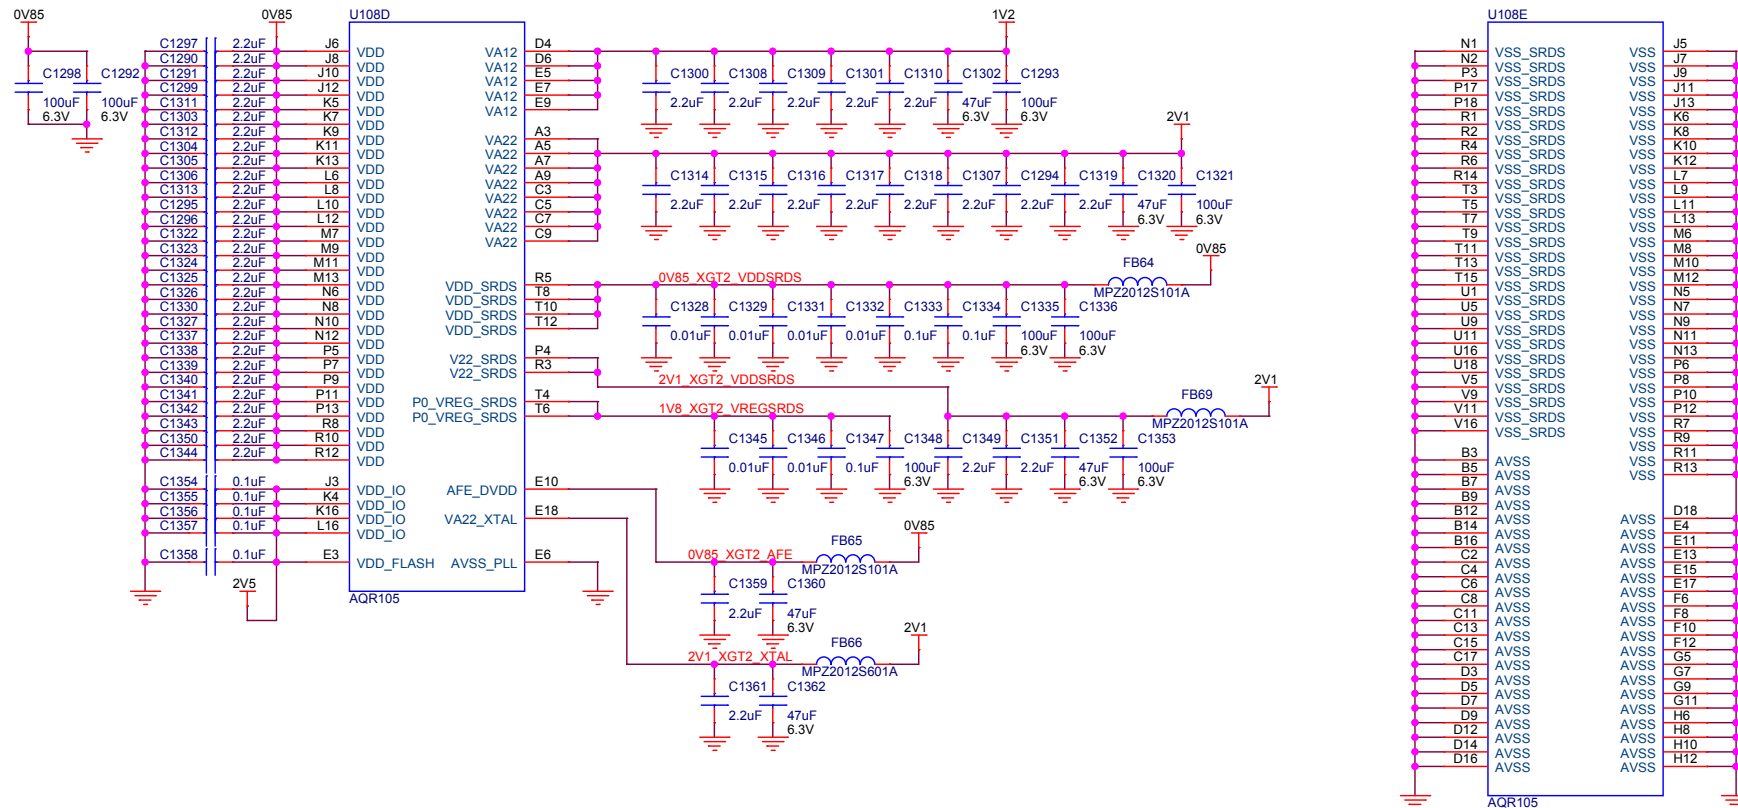 0V85
0V85
U108D
1V2
U108E
C1298
100uF
6.3V
C1292
100uF
6.3V
C1297 2.2uF J6 VDD
C1290 2.2uF J8 VDD
C1291 2.2uF J10 VDD
C1299 2.2uF J12 VDD
C1311 2.2uF K5 VDD
C1303 2.2uF K7 VDD
C1312 2.2uF K9 VDD
C1304 2.2uF K11 VDD
C1305 2.2uF K13 VDD
C1306 2.2uF L6 VDD
C1313 2.2uF L8 VDD
C1295 2.2uF L10 VDD
C1296 2.2uF L12 VDD
C1322 2.2uF M7 VDD
C1323 2.2uF M9 VDD
C1324 2.2uF M11 VDD
C1325 2.2uF M13 VDD
C1326 2.2uF N6 VDD
C1330 2.2uF N8 VDD
C1327 2.2uF N10 VDD
C1337 2.2uF N12 VDD
C1338 2.2uF P5 VDD
C1339 2.2uF P7 VDD
C1340 2.2uF P9 VDD
C1341 2.2uF P11 VDD
C1342 2.2uF P13 VDD
C1343 2.2uF R8 VDD
C1350 2.2uF R10 VDD
C1344 2.2uF R12 VDD
C1354 0.1uF J3 VDD_IO
C1355 0.1uF K4 VDD_IO
C1356 0.1uF K16 VDD_IO
C1357 0.1uF L16 VDD_IO
C1358 0.1uF E3 VDD_FLASH
2V5
VA12 D4
VA12 D6
VA12 E5
VA12 E7
VA12 E9
VA22 A3
VA22 A5
VA22 A7
VA22 A9
VA22 C3
VA22 C5
VA22 C7
VA22 C9
VDD_SRDS R5
VDD_SRDS T8
VDD_SRDS T10
VDD_SRDS T12
V22_SRDS P4
V22_SRDS R3
P0_VREG_SRDS T4
P0_VREG_SRDS T6
AFE_DVDD E10
VA22_XTAL E18
AVSS_PLL E6
AQR105
C1300 C1308 C1309 C1301 C1310 C1302 C1293
2.2uF 2.2uF 2.2uF 2.2uF 2.2uF 47uF 100uF
6.3V 6.3V
2V1
C1314 C1315 C1316 C1317 C1318 C1307 C1294 C1319 C1320 C1321
2.2uF 2.2uF 2.2uF 2.2uF 2.2uF 2.2uF 2.2uF 2.2uF 47uF 100uF
6.3V 6.3V
0V85
FB64
0V85_XGT2_VDDSRDS
MPZ2012S101A
C1328 C1329 C1331 C1332 C1333 C1334 C1335 C1336
0.01uF 0.01uF 0.01uF 0.01uF 0.1uF 0.1uF 100uF 100uF
6.3V 6.3V
2V1_XGT2_VDDSRDS
2V1
FB69
1V8_XGT2_VREGSRDS
MPZ2012S101A
C1345 C1346 C1347 C1348 C1349 C1351 C1352 C1353
0.01uF 0.01uF 0.1uF 100uF 2.2uF 2.2uF 47uF 100uF
6.3V 6.3V 6.3V
0V85
FB65
0V85_XGT2_AFE
MPZ2012S101A
C1359 C1360
2.2uF 47uF
6.3V
2V1
FB66
2V1_XGT2_XTAL
MPZ2012S601A
C1361 C1362
2.2uF 47uF
6.3V
N1 VSS_SRDS VSS J5
N2 VSS_SRDS VSS J7
P3 VSS_SRDS VSS J9
P17 VSS_SRDS VSS J11
P18 VSS_SRDS VSS J13
R1 VSS_SRDS VSS K6
R2 VSS_SRDS VSS K8
R4 VSS_SRDS VSS K10
R6 VSS_SRDS VSS K12
R14 VSS_SRDS VSS L7
T3 VSS_SRDS VSS L9
T5 VSS_SRDS VSS L11
T7 VSS_SRDS VSS L13
T9 VSS_SRDS VSS M6
T11 VSS_SRDS VSS M8
T13 VSS_SRDS VSS M10
T15 VSS_SRDS VSS M12
U1 VSS_SRDS VSS N5
U5 VSS_SRDS VSS N7
U9 VSS_SRDS VSS N9
U11 VSS_SRDS VSS N11
U16 VSS_SRDS VSS N13
U18 VSS_SRDS VSS P6
V5 VSS_SRDS VSS P8
V9 VSS_SRDS VSS P10
V11 VSS_SRDS VSS P12
V16 VSS_SRDS VSS R7
VSS R9
B3 AVSS VSS R11
B5 AVSS VSS R13
B7 AVSS
B9 AVSS
B12 AVSS AVSS D18
B14 AVSS AVSS E4
B16 AVSS AVSS E11
C2 AVSS AVSS E13
C4 AVSS AVSS E15
C6 AVSS AVSS E17
C8 AVSS AVSS F6
C11 AVSS AVSS F8
C13 AVSS AVSS F10
C15 AVSS AVSS F12
C17 AVSS AVSS G5
D3 AVSS AVSS G7
D5 AVSS AVSS G9
D7 AVSS AVSS G11
D9 AVSS AVSS H6
D12 AVSS AVSS H8
D14 AVSS AVSS H10
D16 AVSS AVSS H12
AQR105